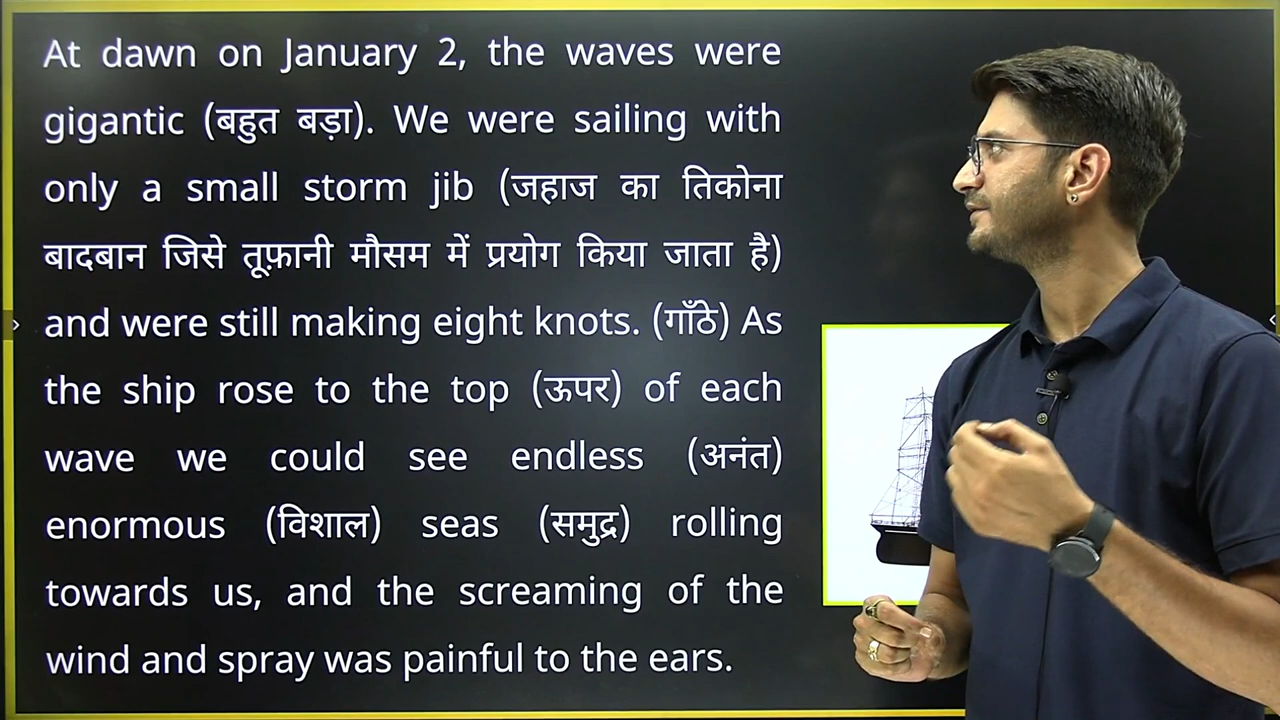 At dawn on January 2, the waves were
gigantic (बहुत बड़ा). We were sailing with
only a small storm jib (जहाज का तिकोना
बादबान जिसे तूफ़ानी मौसम में प्रयोग किया जाता है)
and were still making eight knots. (गाँठे) As
the ship rose to the top (ऊपर) of each
wave we could see endless (अनंत)
enormous (विशाल) seas (समुद्र) rolling
towards us, and the screaming of the
wind and spray was painful to the ears.